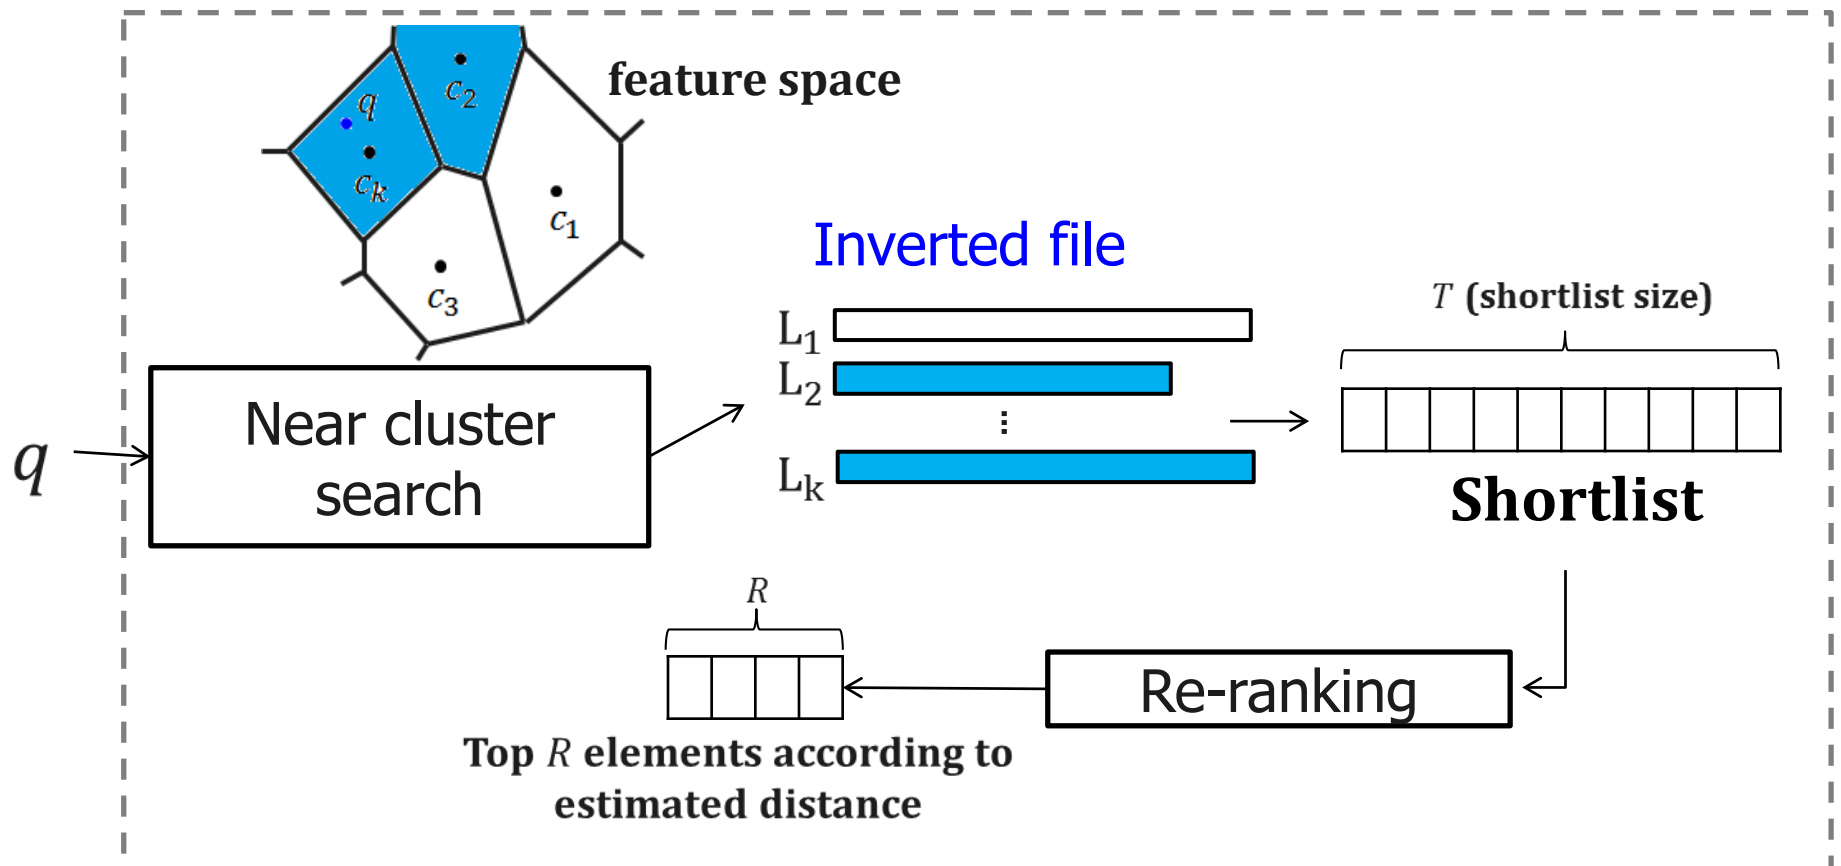 feature space
c₂
q
cₖ
c₁
c₃
Inverted file
T (shortlist size)
L₁
L₂
⋮
Lₖ
q
Near cluster
search
Shortlist
R
Re-ranking
Top R elements according to
estimated distance